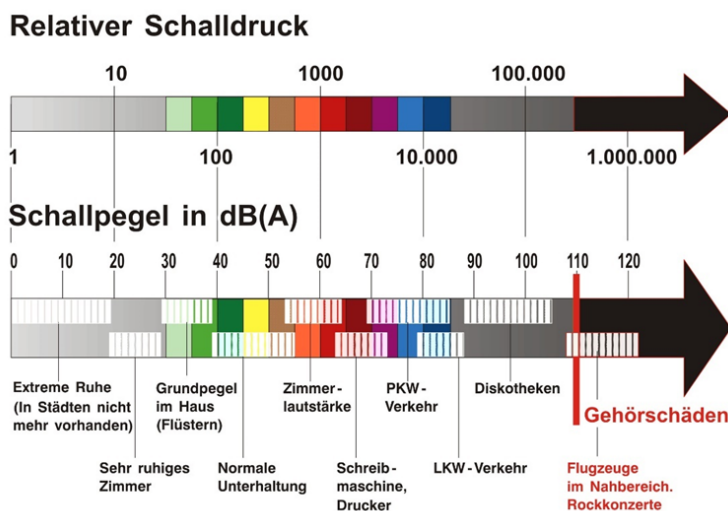 Relativer Schalldruck
10 1000 100.000
1 100 10.000 1.000.000
Schallpegel in dB(A)
0 10 20 30 40 50 60 70 80 90 100 110 120
Extreme Ruhe
(In Städten nicht
mehr vorhanden)
Grundpegel
im Haus
(Flüstern)
Zimmer-
lautstärke
PKW-
Verkehr
Diskotheken
Gehörschäden
Sehr ruhiges
Zimmer
Normale
Unterhaltung
Schreib-
maschine,
Drucker
LKW-Verkehr
Flugzeuge
im Nahbereich.
Rockkonzerte